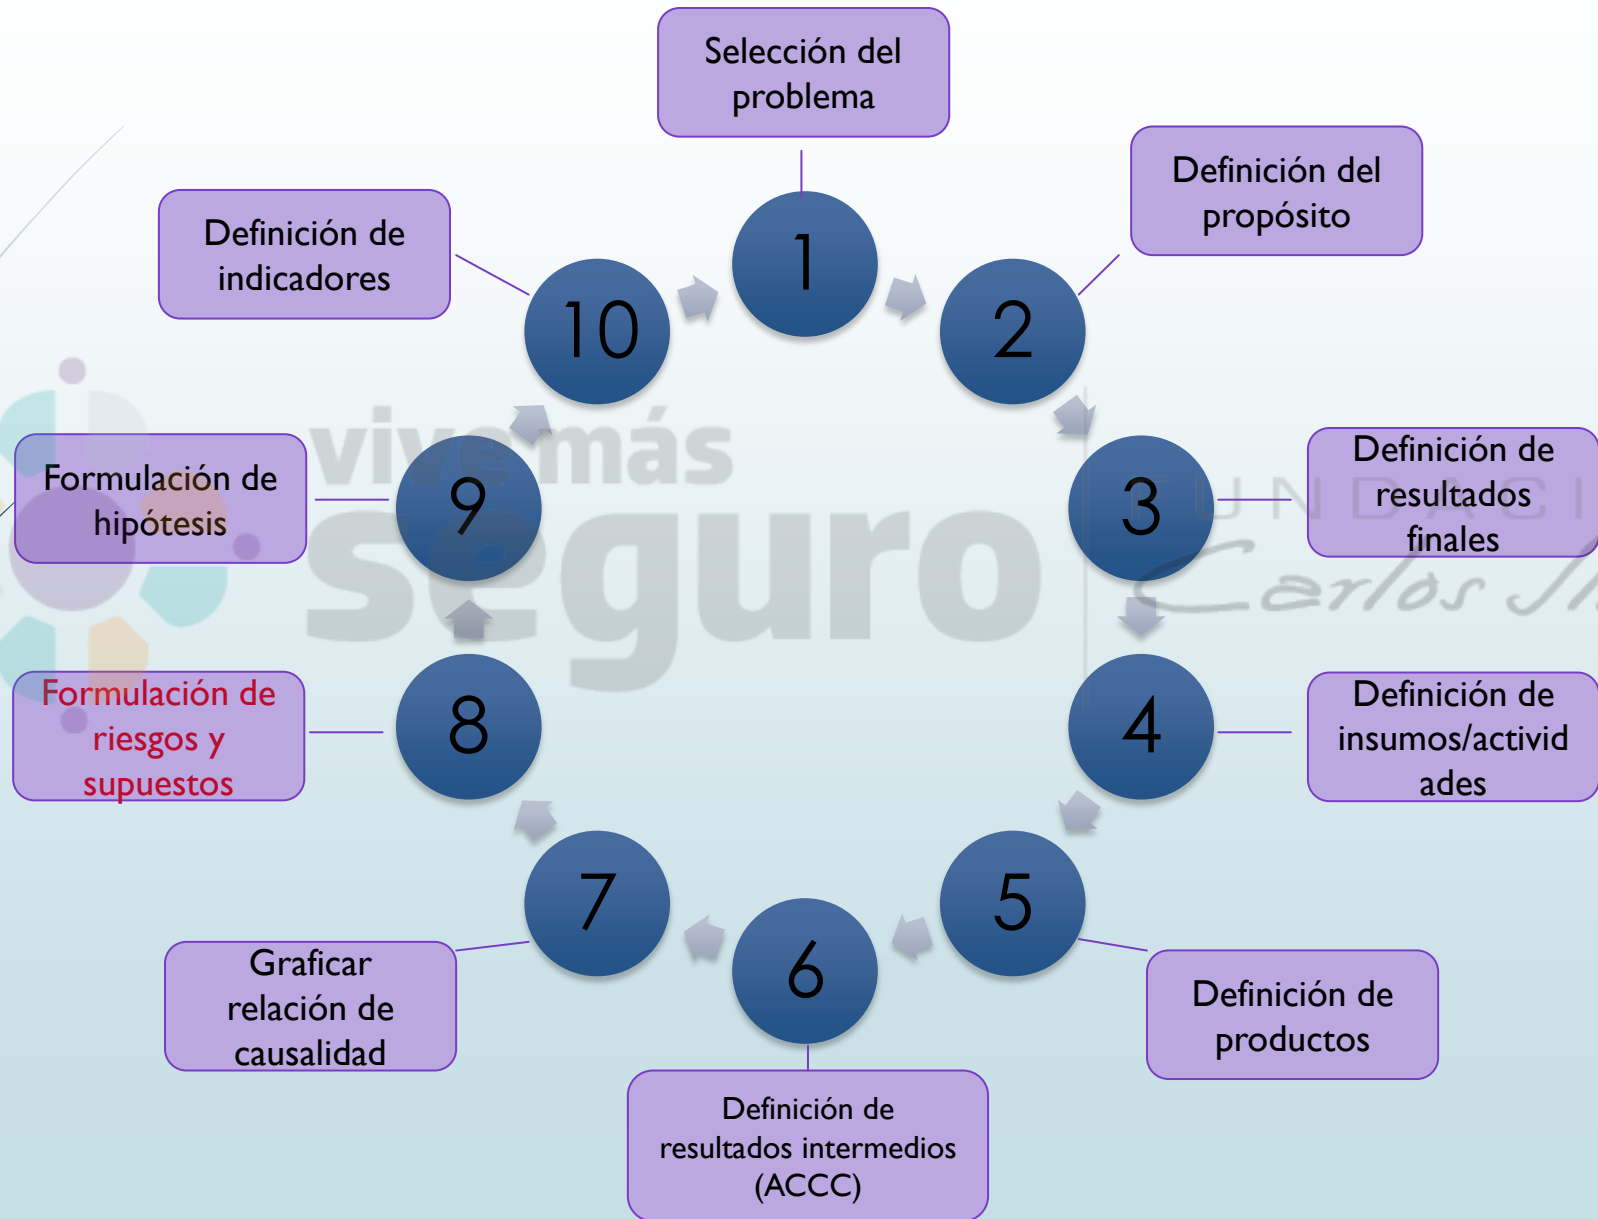 Selección del
problema
1
Definición del
propósito
2
Definición de
resultados
finales
3
Definición de
insumos/activid
ades
4
Definición de
productos
5
Definición de
resultados intermedios
(ACCC)
6
Graficar
relación de
causalidad
7
Formulación de
riesgos y
supuestos
8
Formulación de
hipótesis
9
Definición de
indicadores
10
vive más
seguro
FUNDACI
Carlos